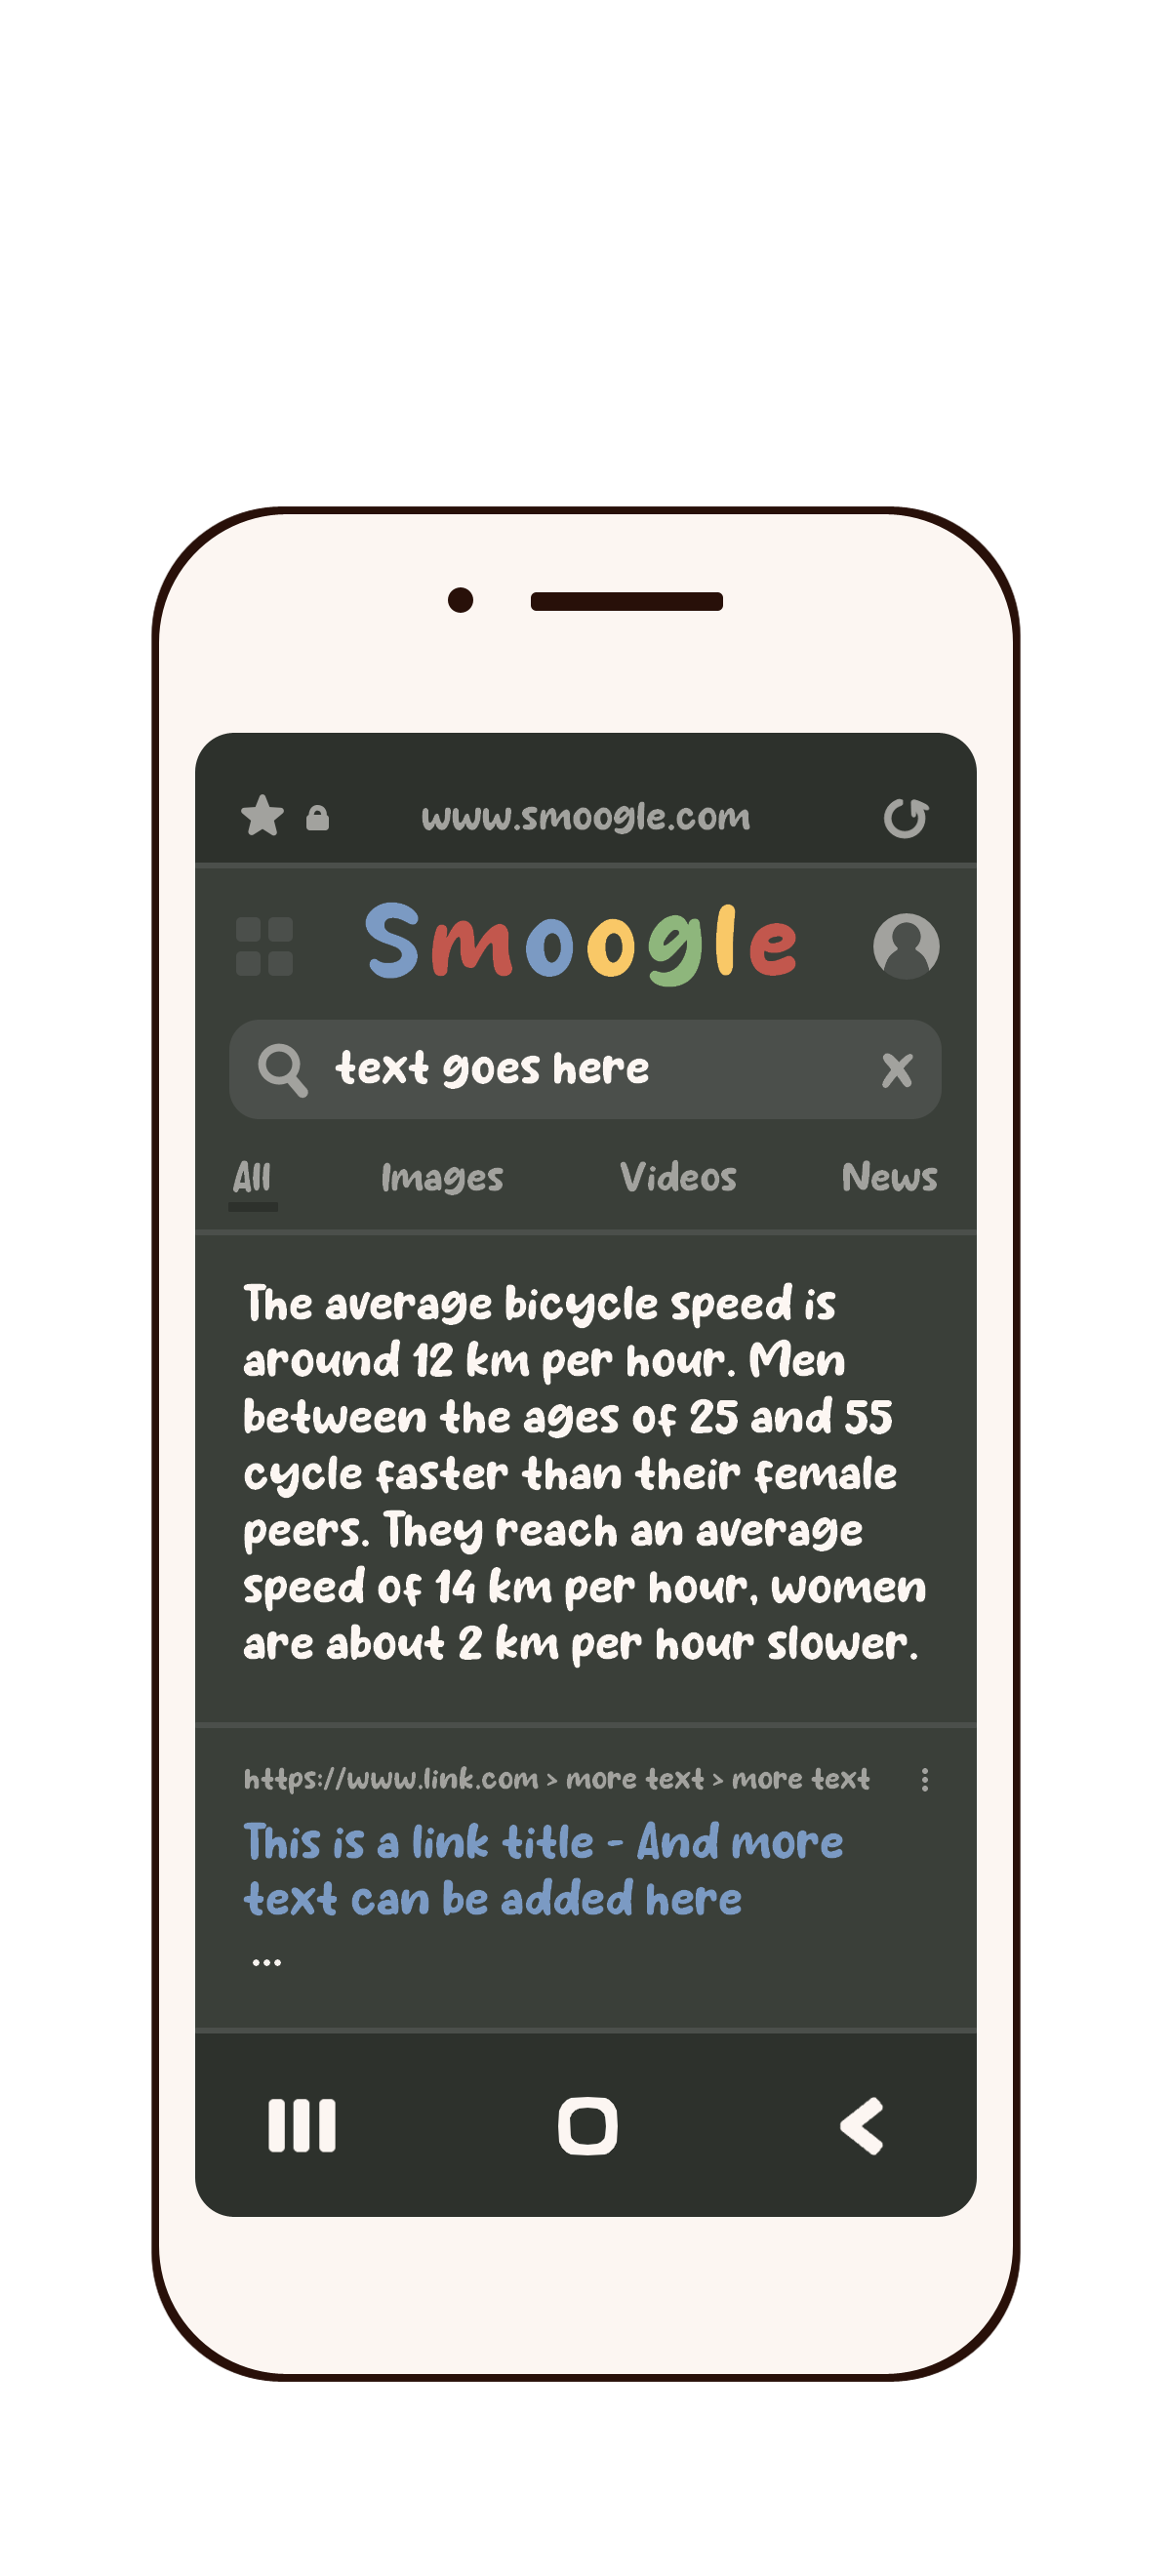 www.smoogle.com
Smoogle
text goes here
All Images Videos News
The average bicycle speed is
around 12 km per hour. Men
between the ages of 25 and 55
cycle faster than their female
peers. They reach an average
speed of 14 km per hour, women
are about 2 km per hour slower.
https://www.link.com > more text > more text
This is a link title - And more
text can be added here
...